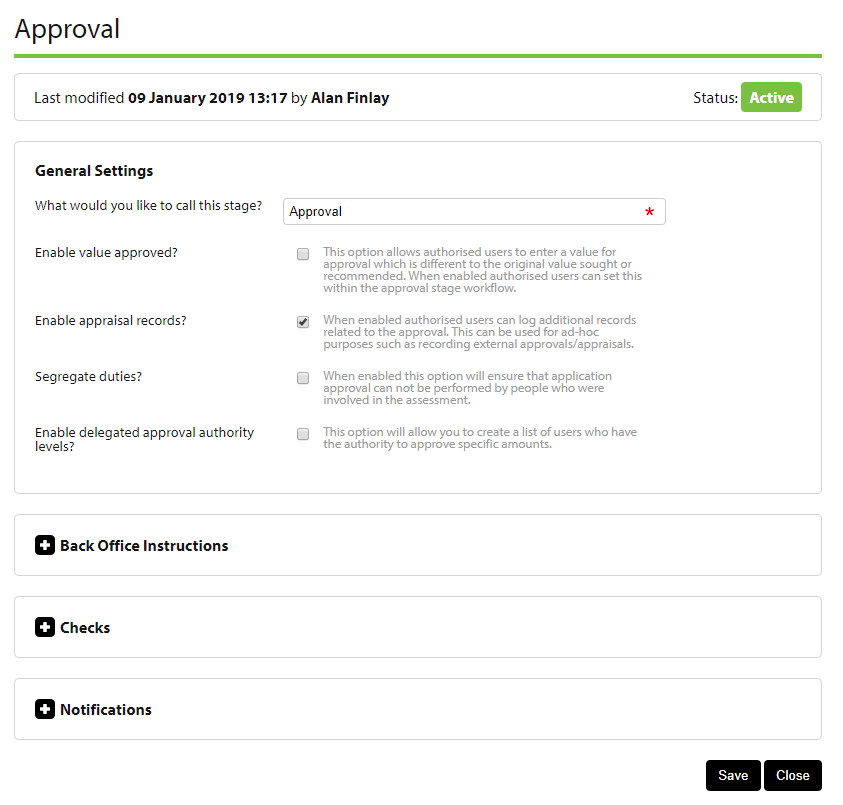 Approval
Last modified 09 January 2019 13:17 by Alan Finlay
Status: Active
General Settings
What would you like to call this stage?
Approval *
Enable value approved?
This option allows authorised users to enter a value for
approval which is different to the original value sought or
recommended. When enabled authorised users can set this
within the approval stage workflow.
Enable appraisal records?
When enabled authorised users can log additional records
related to the approval. This can be used for ad-hoc
purposes such as recording external approvals/appraisals.
Segregate duties?
When enabled this option will ensure that application
approval can not be performed by people who were
involved in the assessment.
Enable delegated approval authority
levels?
This option will allow you to create a list of users who have
the authority to approve specific amounts.
Back Office Instructions
Checks
Notifications
Save
Close